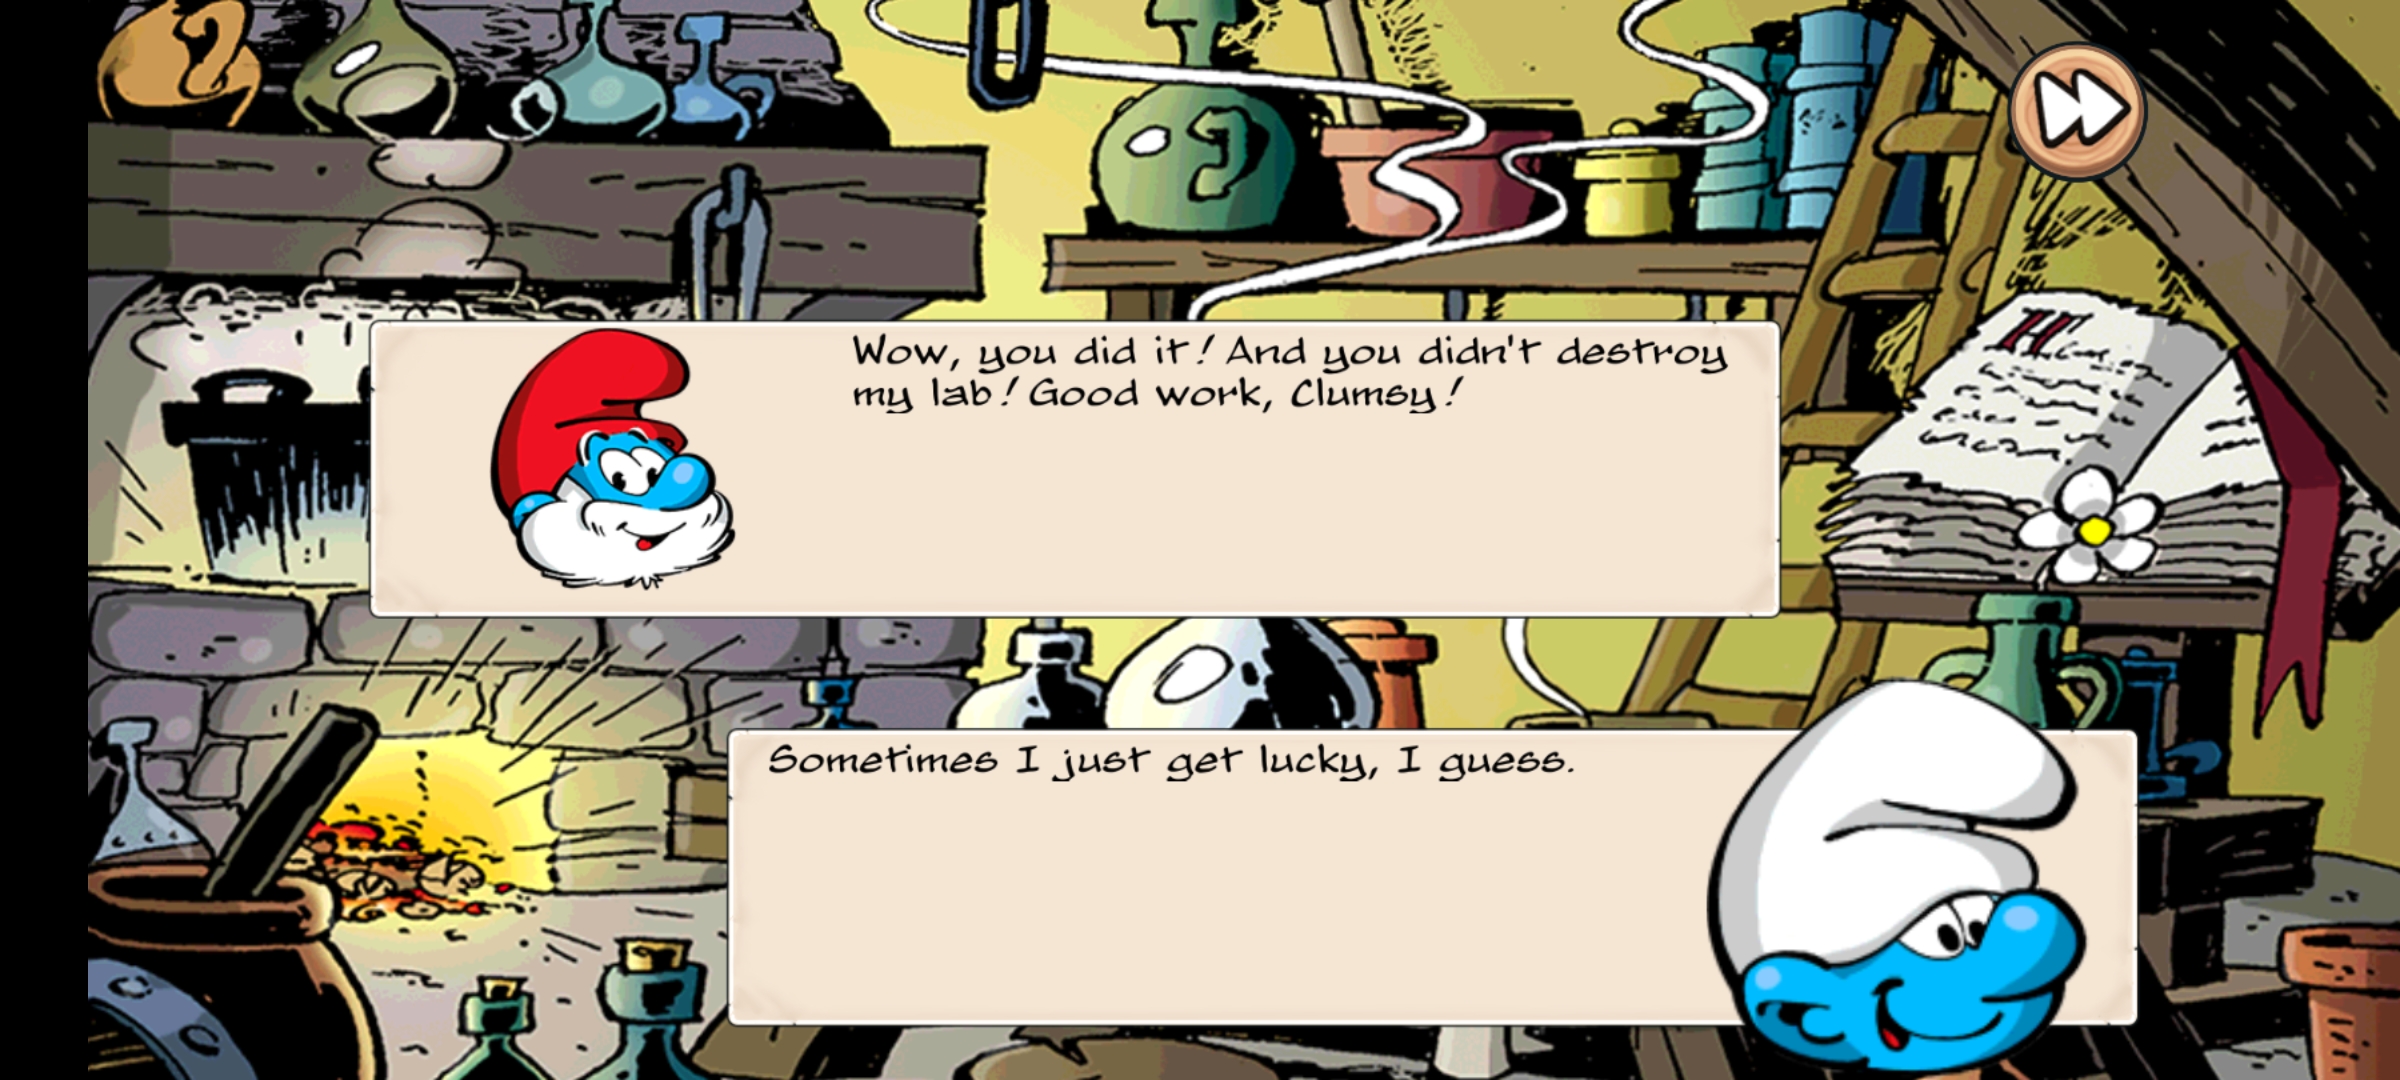 Wow, you did it! And you didn't destroy
my lab! Good work, Clumsy!
Sometimes I just get lucky, I guess.